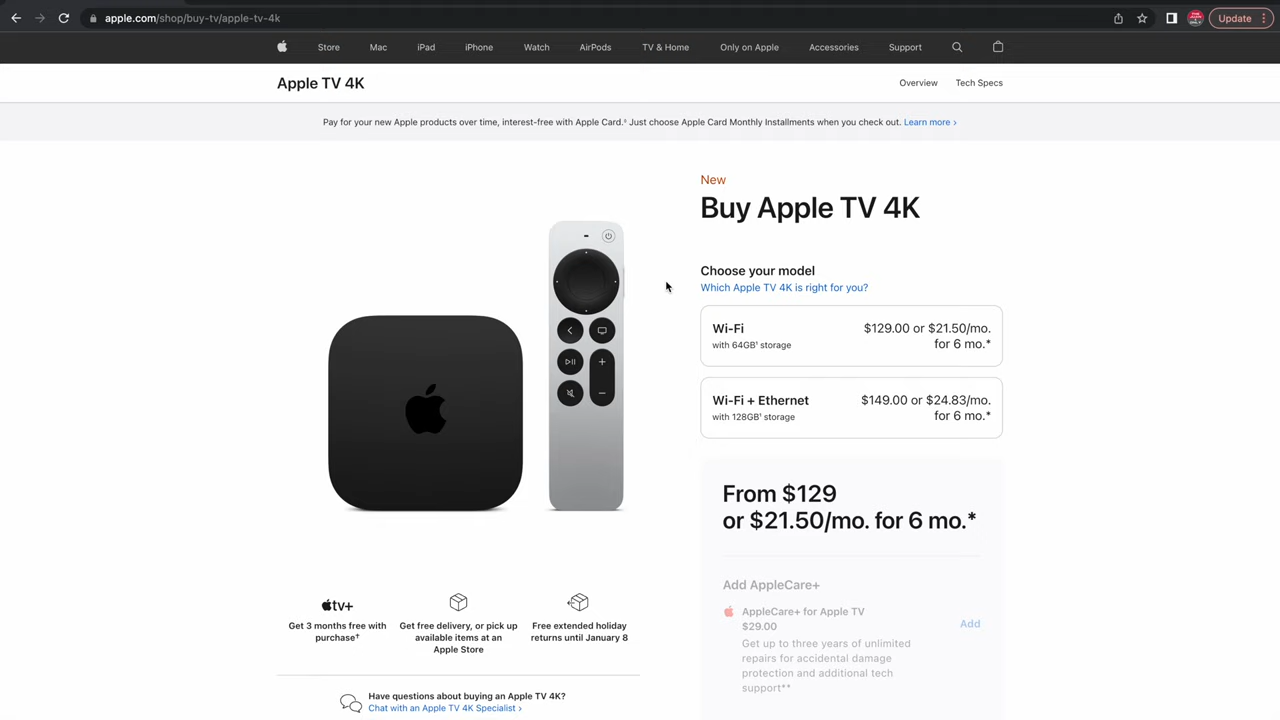 apple.com/shop/buy-tv/apple-tv-4k
Update
Store Mac iPad iPhone Watch AirPods TV & Home Only on Apple Accessories Support
Apple TV 4K
Overview Tech Specs
Pay for your new Apple products over time, interest-free with Apple Card.◊ Just choose Apple Card Monthly Installments when you check out. Learn more >
New
Buy Apple TV 4K
Choose your model
Which Apple TV 4K is right for you?
Wi-Fi $129.00 or $21.50/mo.
with 64GB¹ storage for 6 mo.*
Wi-Fi + Ethernet $149.00 or $24.83/mo.
with 128GB¹ storage for 6 mo.*
From $129
or $21.50/mo. for 6 mo.*
Add AppleCare+
AppleCare+ for Apple TV
$29.00
Add
Get up to three years of unlimited
repairs for accidental damage
protection and additional tech
support**
tv+
Get 3 months free with
purchase†
Get free delivery, or pick up
available items at an
Apple Store
Free extended holiday
returns until January 8
Have questions about buying an Apple TV 4K?
Chat with an Apple TV 4K Specialist >